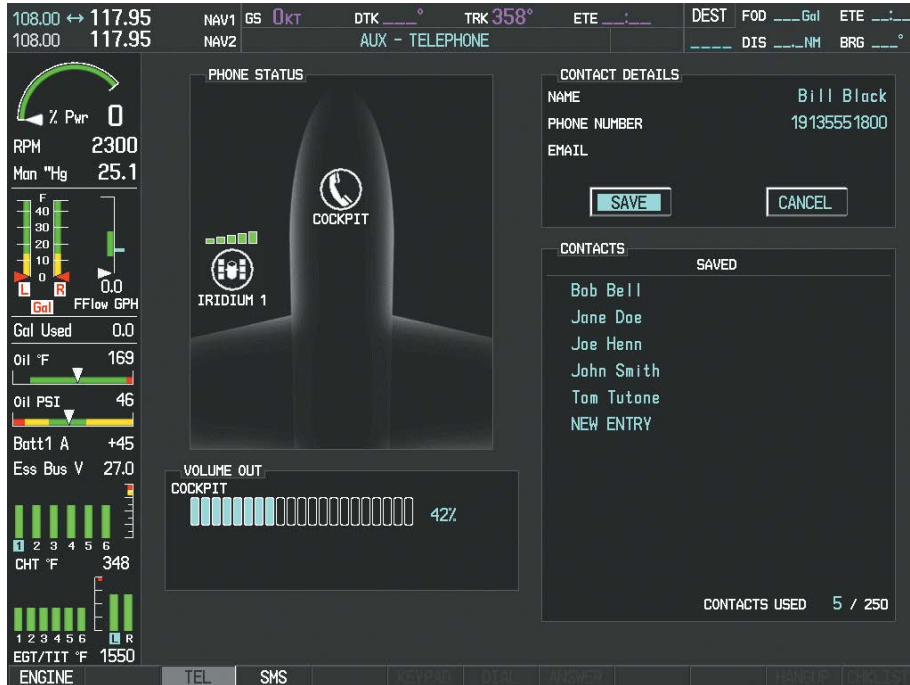 108.00 ↔ 117.95 NAV1 GS 0KT DTK ___° TRK 358° ETE __:__ DEST FOD ___Gal ETE __:__
108.00 117.95 NAV2 AUX - TELEPHONE ____ DIS __._NM BRG ___°
% Pwr 0
RPM 2300
Man "Hg 25.1
F
40
30
20
10
0
L R
Gal
0.0
FFlow GPH
Gal Used 0.0
Oil °F 169
Oil PSI 46
Batt1 A +45
Ess Bus V 27.0
1 2 3 4 5 6
CHT °F 348
1 2 3 4 5 6 L R
EGT/TIT °F 1550
PHONE STATUS
COCKPIT
IRIDIUM 1
VOLUME OUT
COCKPIT
42%
CONTACT DETAILS
NAME Bill Black
PHONE NUMBER 19135551800
EMAIL
SAVE CANCEL
CONTACTS
SAVED
Bob Bell
Jane Doe
Joe Henn
John Smith
Tom Tutone
NEW ENTRY
CONTACTS USED 5 / 250
ENGINE TEL SMS KEYPAD DIAL ANSWER HANGUP CHKLIST